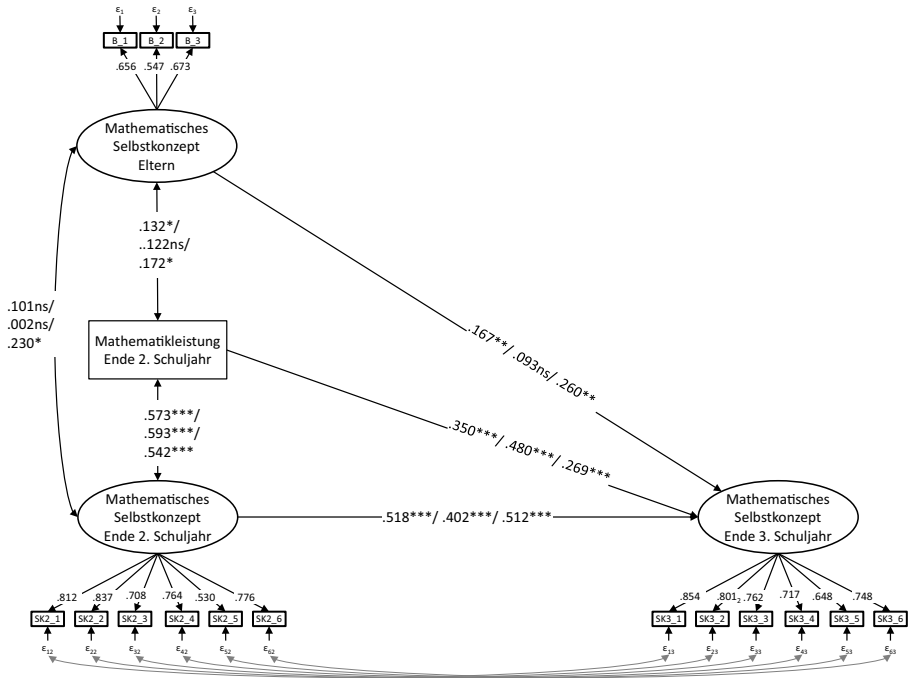 ε₁ ε₂ ε₃
B_1 B_2 B_3
.656 .547 .673
Mathematisches
Selbstkonzept
Eltern
.132*/
..122ns/
.172*
.101ns/
.002ns/
.230*
Mathematikleistung
Ende 2. Schuljahr
.167**/ .093ns/ .260**
.350***/ .480***/ .269***
.573***/
.593***/
.542***
Mathematisches
Selbstkonzept
Ende 2. Schuljahr
.518***/ .402***/ .512***
Mathematisches
Selbstkonzept
Ende 3. Schuljahr
.812 .837 .708 .764 .530 .776
SK2_1 SK2_2 SK2_3 SK2_4 SK2_5 SK2_6
ε₁₂ ε₂₂ ε₃₂ ε₄₂ ε₅₂ ε₆₂
.854 .801₂ .762 .717 .648 .748
SK3_1 SK3_2 SK3_3 SK3_4 SK3_5 SK3_6
ε₁₃ ε₂₃ ε₃₃ ε₄₃ ε₅₃ ε₆₃